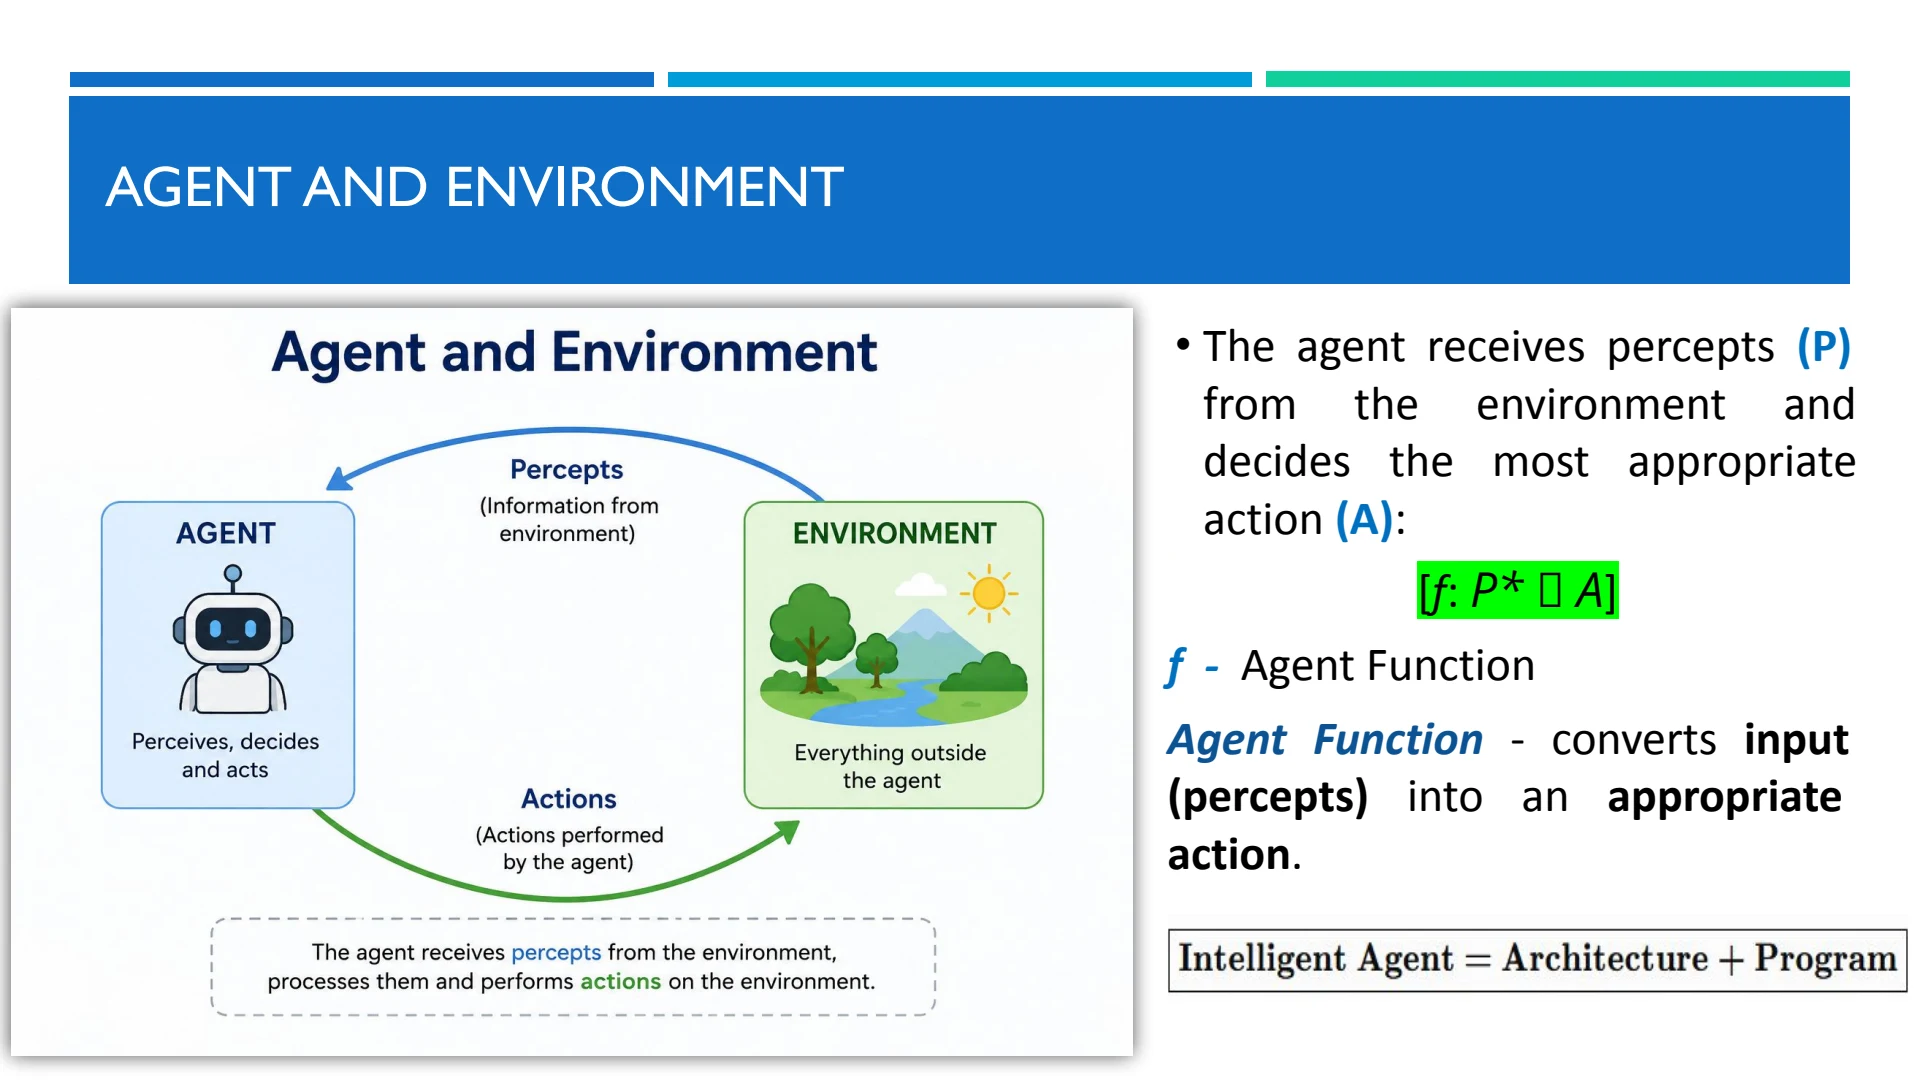 AGENT AND ENVIRONMENT
Agent and Environment
Percepts
(Information from
environment)
AGENT
Perceives, decides
and acts
ENVIRONMENT
Everything outside
the agent
Actions
(Actions performed
by the agent)
The agent receives percepts from the environment,
processes them and performs actions on the environment.
• The agent receives percepts (P)
from the environment and
decides the most appropriate
action (A):
[f: P* ▯ A]
f - Agent Function
Agent Function - converts input
(percepts) into an appropriate
action.
Intelligent Agent = Architecture + Program